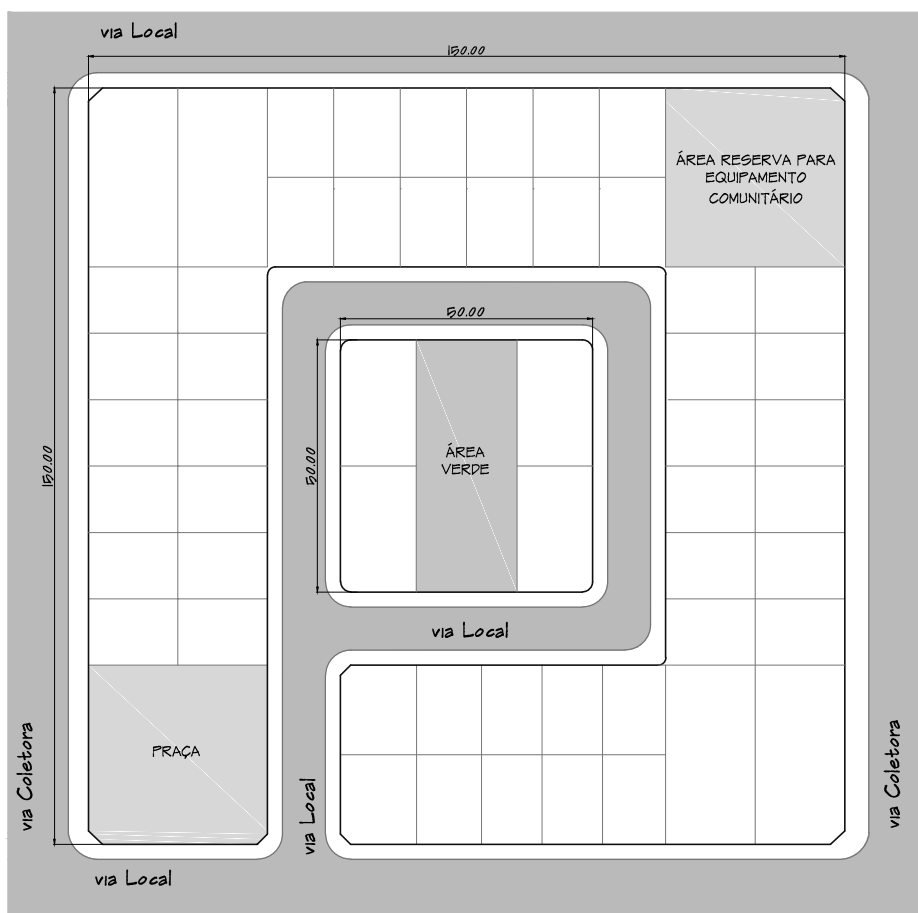 via Local
150.00
ÁREA RESERVA PARA
EQUIPAMENTO
COMUNITÁRIO
50.00
150.00
50.00
ÁREA
VERDE
via Local
PRAÇA
via Coletora
via Local
via Coletora
via Local